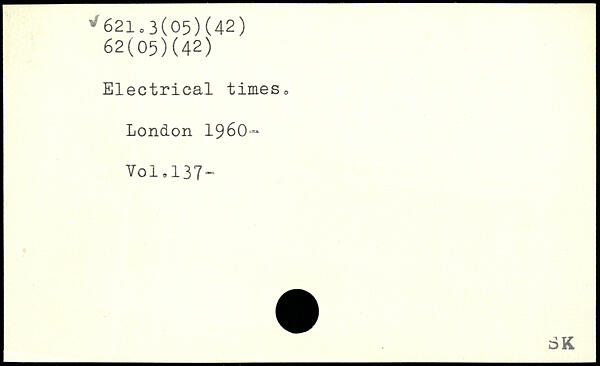 ✓ 621.3(05)(42)
62(05)(42)
Electrical times.
London 1960-
Vol.137-
SK